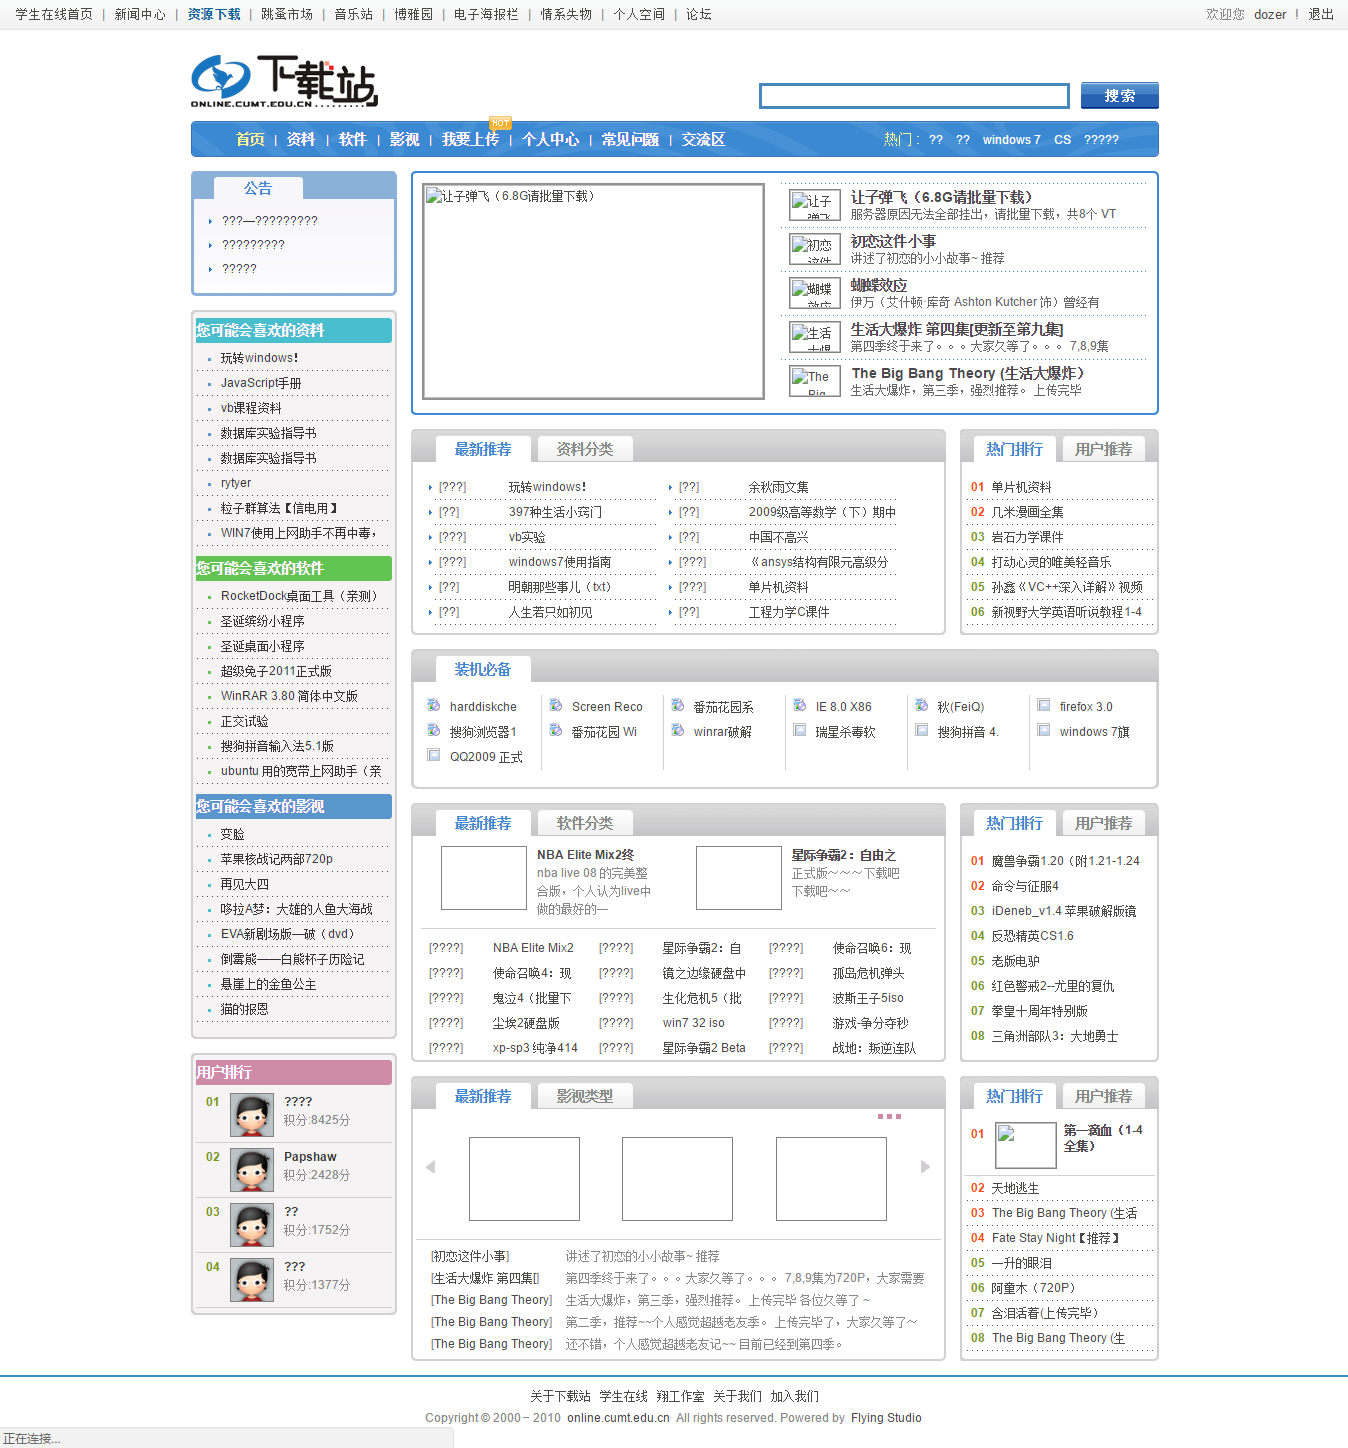 学生在线首页 | 新闻中心 | 资源下载 | 跳蚤市场 | 音乐站 | 博雅园 | 电子海报栏 | 情系失物 | 个人空间 | 论坛
欢迎您 dozer ! 退出
下载站
ONLINE.CUMT.EDU.CN
搜索
HOT
首页 | 资料 | 软件 | 影视 | 我要上传 | 个人中心 | 常见问题 | 交流区
热门： ?? ?? windows 7 CS ?????
公告
???—?????????
?????????
?????
您可能会喜欢的资料
玩转windows！
JavaScript手册
vb课程资料
数据库实验指导书
数据库实验指导书
rytyer
粒子群算法【信电用】
WIN7使用上网助手不再中毒，
您可能会喜欢的软件
RocketDock桌面工具（亲测）
圣诞缤纷小程序
圣诞桌面小程序
超级兔子2011正式版
WinRAR 3.80 简体中文版
正交试验
搜狗拼音输入法5.1版
ubuntu 用的宽带上网助手（亲
您可能会喜欢的影视
变脸
苹果核战记两部720p
再见大四
哆拉A梦：大雄的人鱼大海战
EVA新剧场版—破（dvd）
倒霉熊——白熊杯子历险记
悬崖上的金鱼公主
猫的报恩
用户排行
01 ????
积分:8425分
02 Papshaw
积分:2428分
03 ??
积分:1752分
04 ???
积分:1377分
让子弹飞（6.8G请批量下载）
让子弹飞
让子弹飞（6.8G请批量下载）
服务器原因无法全部挂出，请批量下载，共8个 VT
初恋这件
初恋这件小事
讲述了初恋的小小故事~ 推荐
蝴蝶效应
蝴蝶效应
伊万（艾什顿·库奇 Ashton Kutcher 饰）曾经有
生活大爆
生活大爆炸 第四集[更新至第九集]
第四季终于来了。。。大家久等了。。。 7,8,9集
The Big
The Big Bang Theory (生活大爆炸）
生活大爆炸，第三季，强烈推荐。 上传完毕
最新推荐 资料分类
[???] 玩转windows！ [??] 余秋雨文集
[??] 397种生活小窍门 [??] 2009级高等数学（下）期中
[???] vb实验 [??] 中国不高兴
[???] windows7使用指南 [??] 《ansys结构有限元高级分
[??] 明朝那些事儿（txt） [???] 单片机资料
[??] 人生若只如初见 [??] 工程力学C课件
热门排行 用户推荐
01 单片机资料
02 几米漫画全集
03 岩石力学课件
04 打动心灵的唯美轻音乐
05 孙鑫《VC++深入详解》视频
06 新视野大学英语听说教程1-4
装机必备
harddiskche Screen Reco 番茄花园系 IE 8.0 X86 秋(FeiQ) firefox 3.0
搜狗浏览器1 番茄花园 Wi winrar破解 瑞星杀毒软 搜狗拼音 4. windows 7旗
QQ2009 正式
最新推荐 软件分类
NBA Elite Mix2终
nba live 08 的完美整
合版，个人认为live中
做的最好的一
星际争霸2：自由之
正式版～～～下载吧
下载吧～～
[????] NBA Elite Mix2 [????] 星际争霸2：自 [????] 使命召唤6：现
[????] 使命召唤4：现 [????] 镜之边缘硬盘中 [????] 孤岛危机弹头
[????] 鬼泣4（批量下 [????] 生化危机5（批 [????] 波斯王子5iso
[????] 尘埃2硬盘版 [????] win7 32 iso [????] 游戏-争分夺秒
[????] xp-sp3 纯净414 [????] 星际争霸2 Beta [????] 战地：叛逆连队
热门排行 用户推荐
01 魔兽争霸1.20（附1.21-1.24
02 命令与征服4
03 iDeneb_v1.4 苹果破解版镜
04 反恐精英CS1.6
05 老版电驴
06 红色警戒2--尤里的复仇
07 拳皇十周年特别版
08 三角洲部队3：大地勇士
最新推荐 影视类型
[初恋这件小事] 讲述了初恋的小小故事~ 推荐
[生活大爆炸 第四集[] 第四季终于来了。。。大家久等了。。。 7,8,9集为720P，大家需要
[The Big Bang Theory] 生活大爆炸，第三季，强烈推荐。 上传完毕 各位久等了 ~
[The Big Bang Theory] 第二季，推荐~~个人感觉超越老友季。 上传完毕了，大家久等了～
[The Big Bang Theory] 还不错，个人感觉超越老友记~~ 目前已经到第四季。
热门排行 用户推荐
01 第一滴血（1-4
全集）
02 天地逃生
03 The Big Bang Theory (生活
04 Fate Stay Night【推荐】
05 一升的眼泪
06 阿童木（720P）
07 含泪活着(上传完毕）
08 The Big Bang Theory (生
关于下载站 学生在线 翔工作室 关于我们 加入我们
Copyright © 2000－ 2010 online.cumt.edu.cn All rights reserved. Powered by Flying Studio
正在连接...